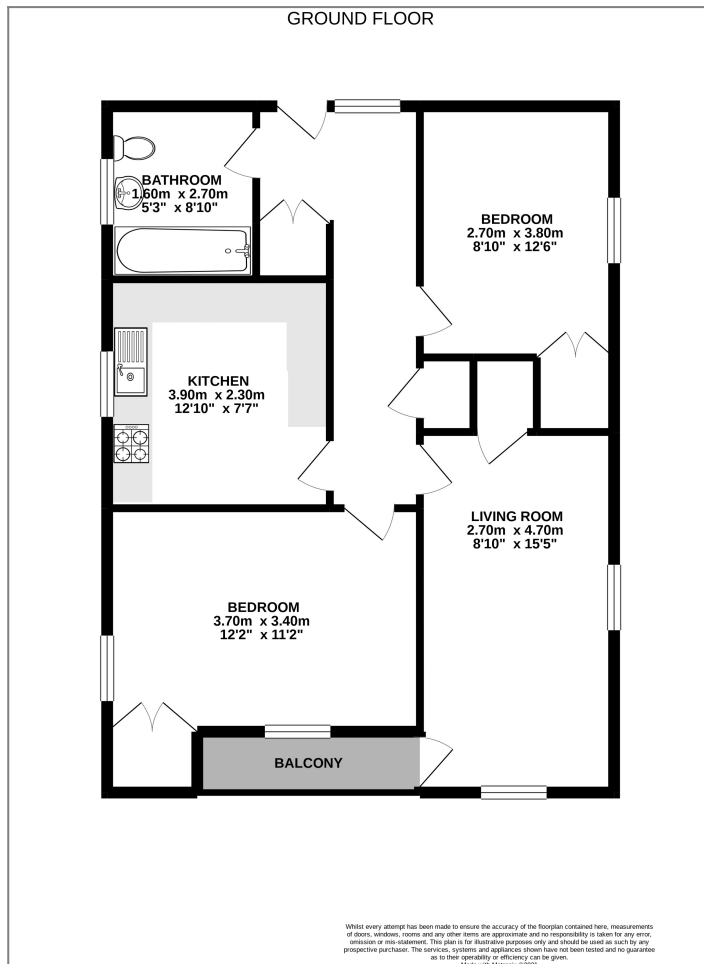 GROUND FLOOR
BATHROOM
1.60m x 2.70m
5'3" x 8'10"
BEDROOM
2.70m x 3.80m
8'10" x 12'6"
KITCHEN
3.90m x 2.30m
12'10" x 7'7"
LIVING ROOM
2.70m x 4.70m
8'10" x 15'5"
BEDROOM
3.70m x 3.40m
12'2" x 11'2"
BALCONY
Whilst every attempt has been made to ensure the accuracy of the floorplan contained here, measurements
of doors, windows, rooms and any other items are approximate and no responsibility is taken for any error,
omission or mis-statement. This plan is for illustrative purposes only and should be used as such by any
prospective purchaser. The services, systems and appliances shown have not been tested and no guarantee
as to their operability or efficiency can be given.
Made with Metropix